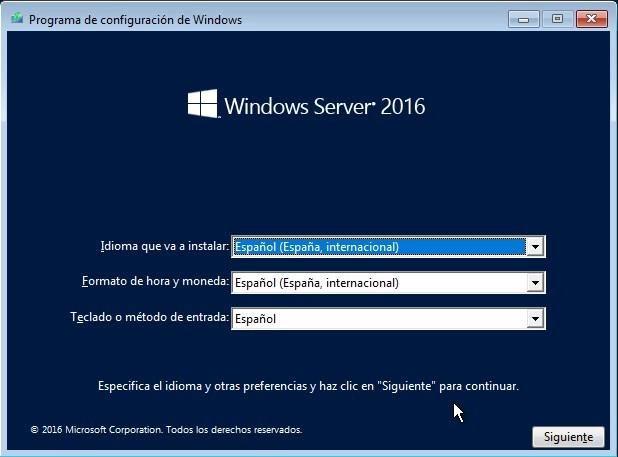 Programa de configuración de Windows
Windows Server® 2016
Idioma que va a instalar: Español (España, internacional)
Formato de hora y moneda: Español (España, internacional)
Teclado o método de entrada: Español
Especifica el idioma y otras preferencias y haz clic en "Siguiente" para continuar.
© 2016 Microsoft Corporation. Todos los derechos reservados.
Siguiente